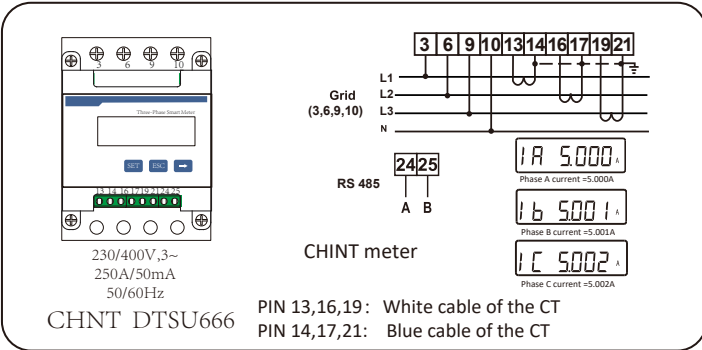 3 6 9 10
Three-Phase Smart Meter
SET ESC
13 14 16 17 19 21 24 25
230/400V,3~
250A/50mA
50/60Hz
CHNT DTSU666
3 6 9 10 13 14 16 17 19 21
L1
L2
Grid
(3,6,9,10)
L3
N
24 25
RS 485
A B
CHINT meter
IA 5.000 A
Phase A current =5.000A
Ib 5.001 A
Phase B current =5.001A
IC 5.002 A
Phase C current =5.002A
PIN 13,16,19: White cable of the CT
PIN 14,17,21: Blue cable of the CT